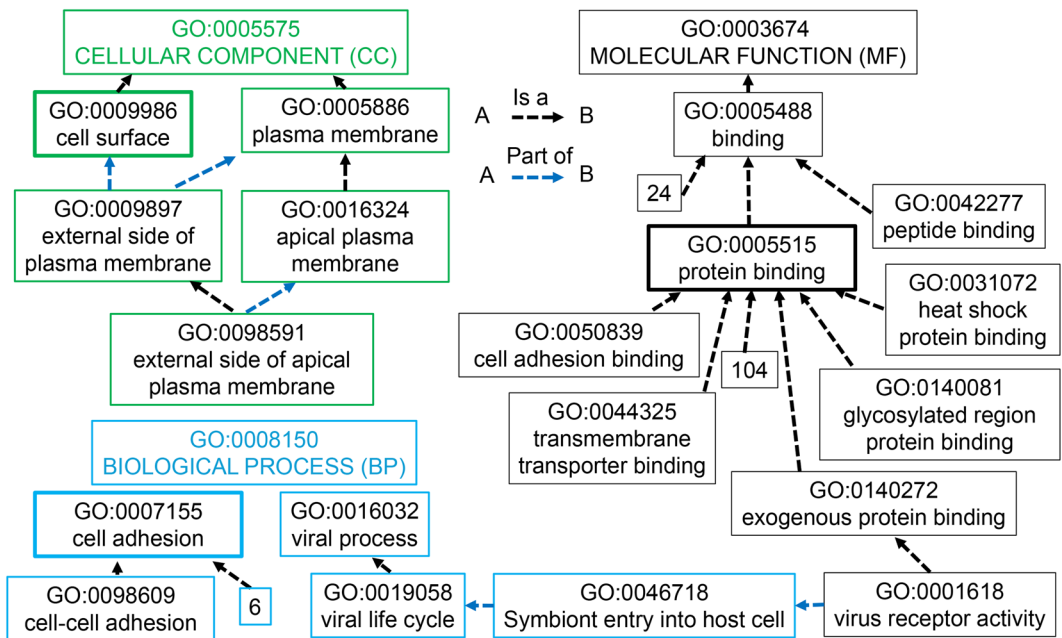 GO:0005575
CELLULAR COMPONENT (CC)
GO:0009986
cell surface
GO:0005886
plasma membrane
GO:0009897
external side of
plasma membrane
GO:0016324
apical plasma
membrane
GO:0098591
external side of apical
plasma membrane
A Is a B
A Part of B
GO:0003674
MOLECULAR FUNCTION (MF)
GO:0005488
binding
24
GO:0042277
peptide binding
GO:0005515
protein binding
GO:0031072
heat shock
protein binding
GO:0050839
cell adhesion binding
104
GO:0044325
transmembrane
transporter binding
GO:0140081
glycosylated region
protein binding
GO:0140272
exogenous protein binding
GO:0008150
BIOLOGICAL PROCESS (BP)
GO:0007155
cell adhesion
GO:0016032
viral process
GO:0098609
cell-cell adhesion
6
GO:0019058
viral life cycle
GO:0046718
Symbiont entry into host cell
GO:0001618
virus receptor activity